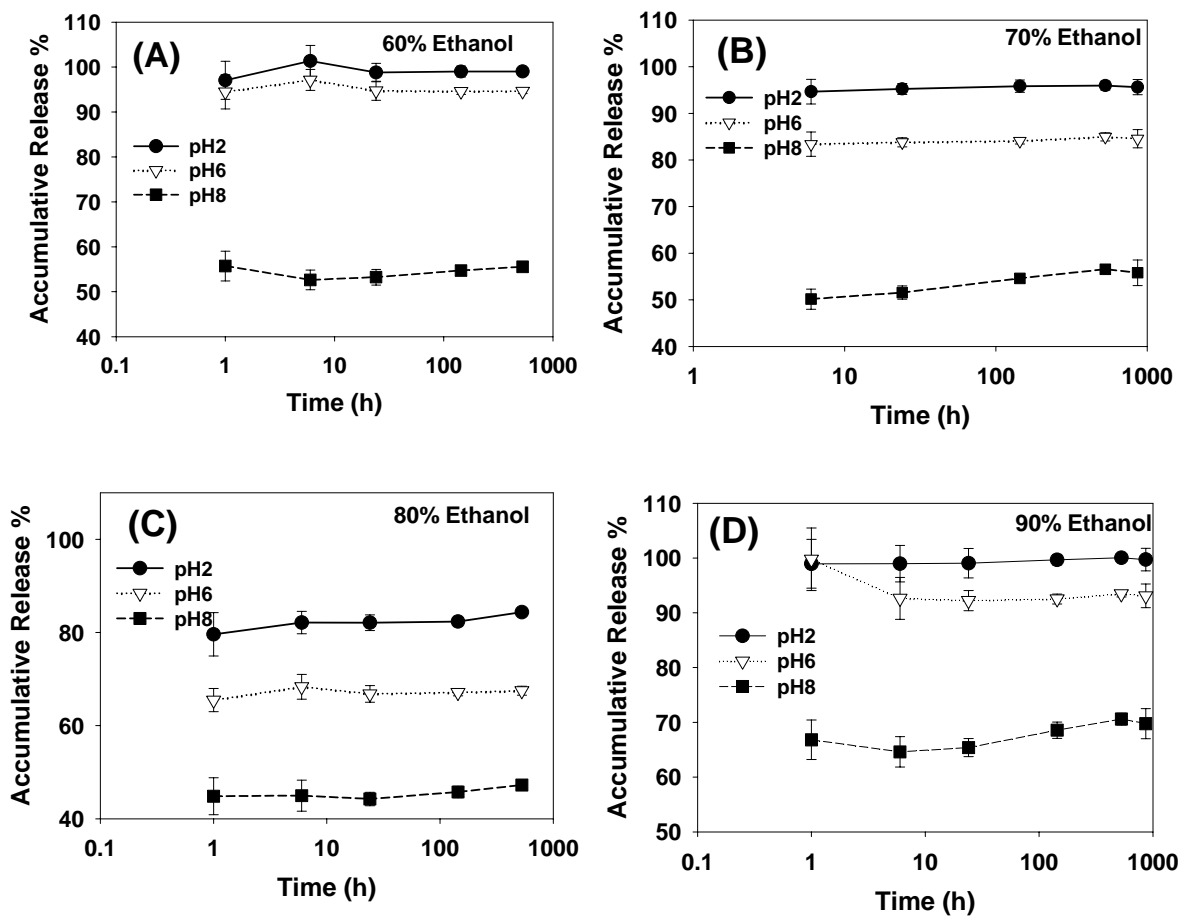 (A)
60% Ethanol
Accumulative Release %
110
100
90
80
70
60
50
40
pH2
pH6
pH8
0.1 1 10 100 1000
Time (h)
(B)
70% Ethanol
Accumulative Release %
110
100
90
80
70
60
50
40
pH2
pH6
pH8
1 10 100 1000
Time (h)
(C)
80% Ethanol
Accumulative Release %
100
80
60
40
pH2
pH6
pH8
0.1 1 10 100 1000
Time (h)
(D)
90% Ethanol
Accumulative Release %
110
100
90
80
70
60
50
pH2
pH6
pH8
0.1 1 10 100 1000
Time (h)